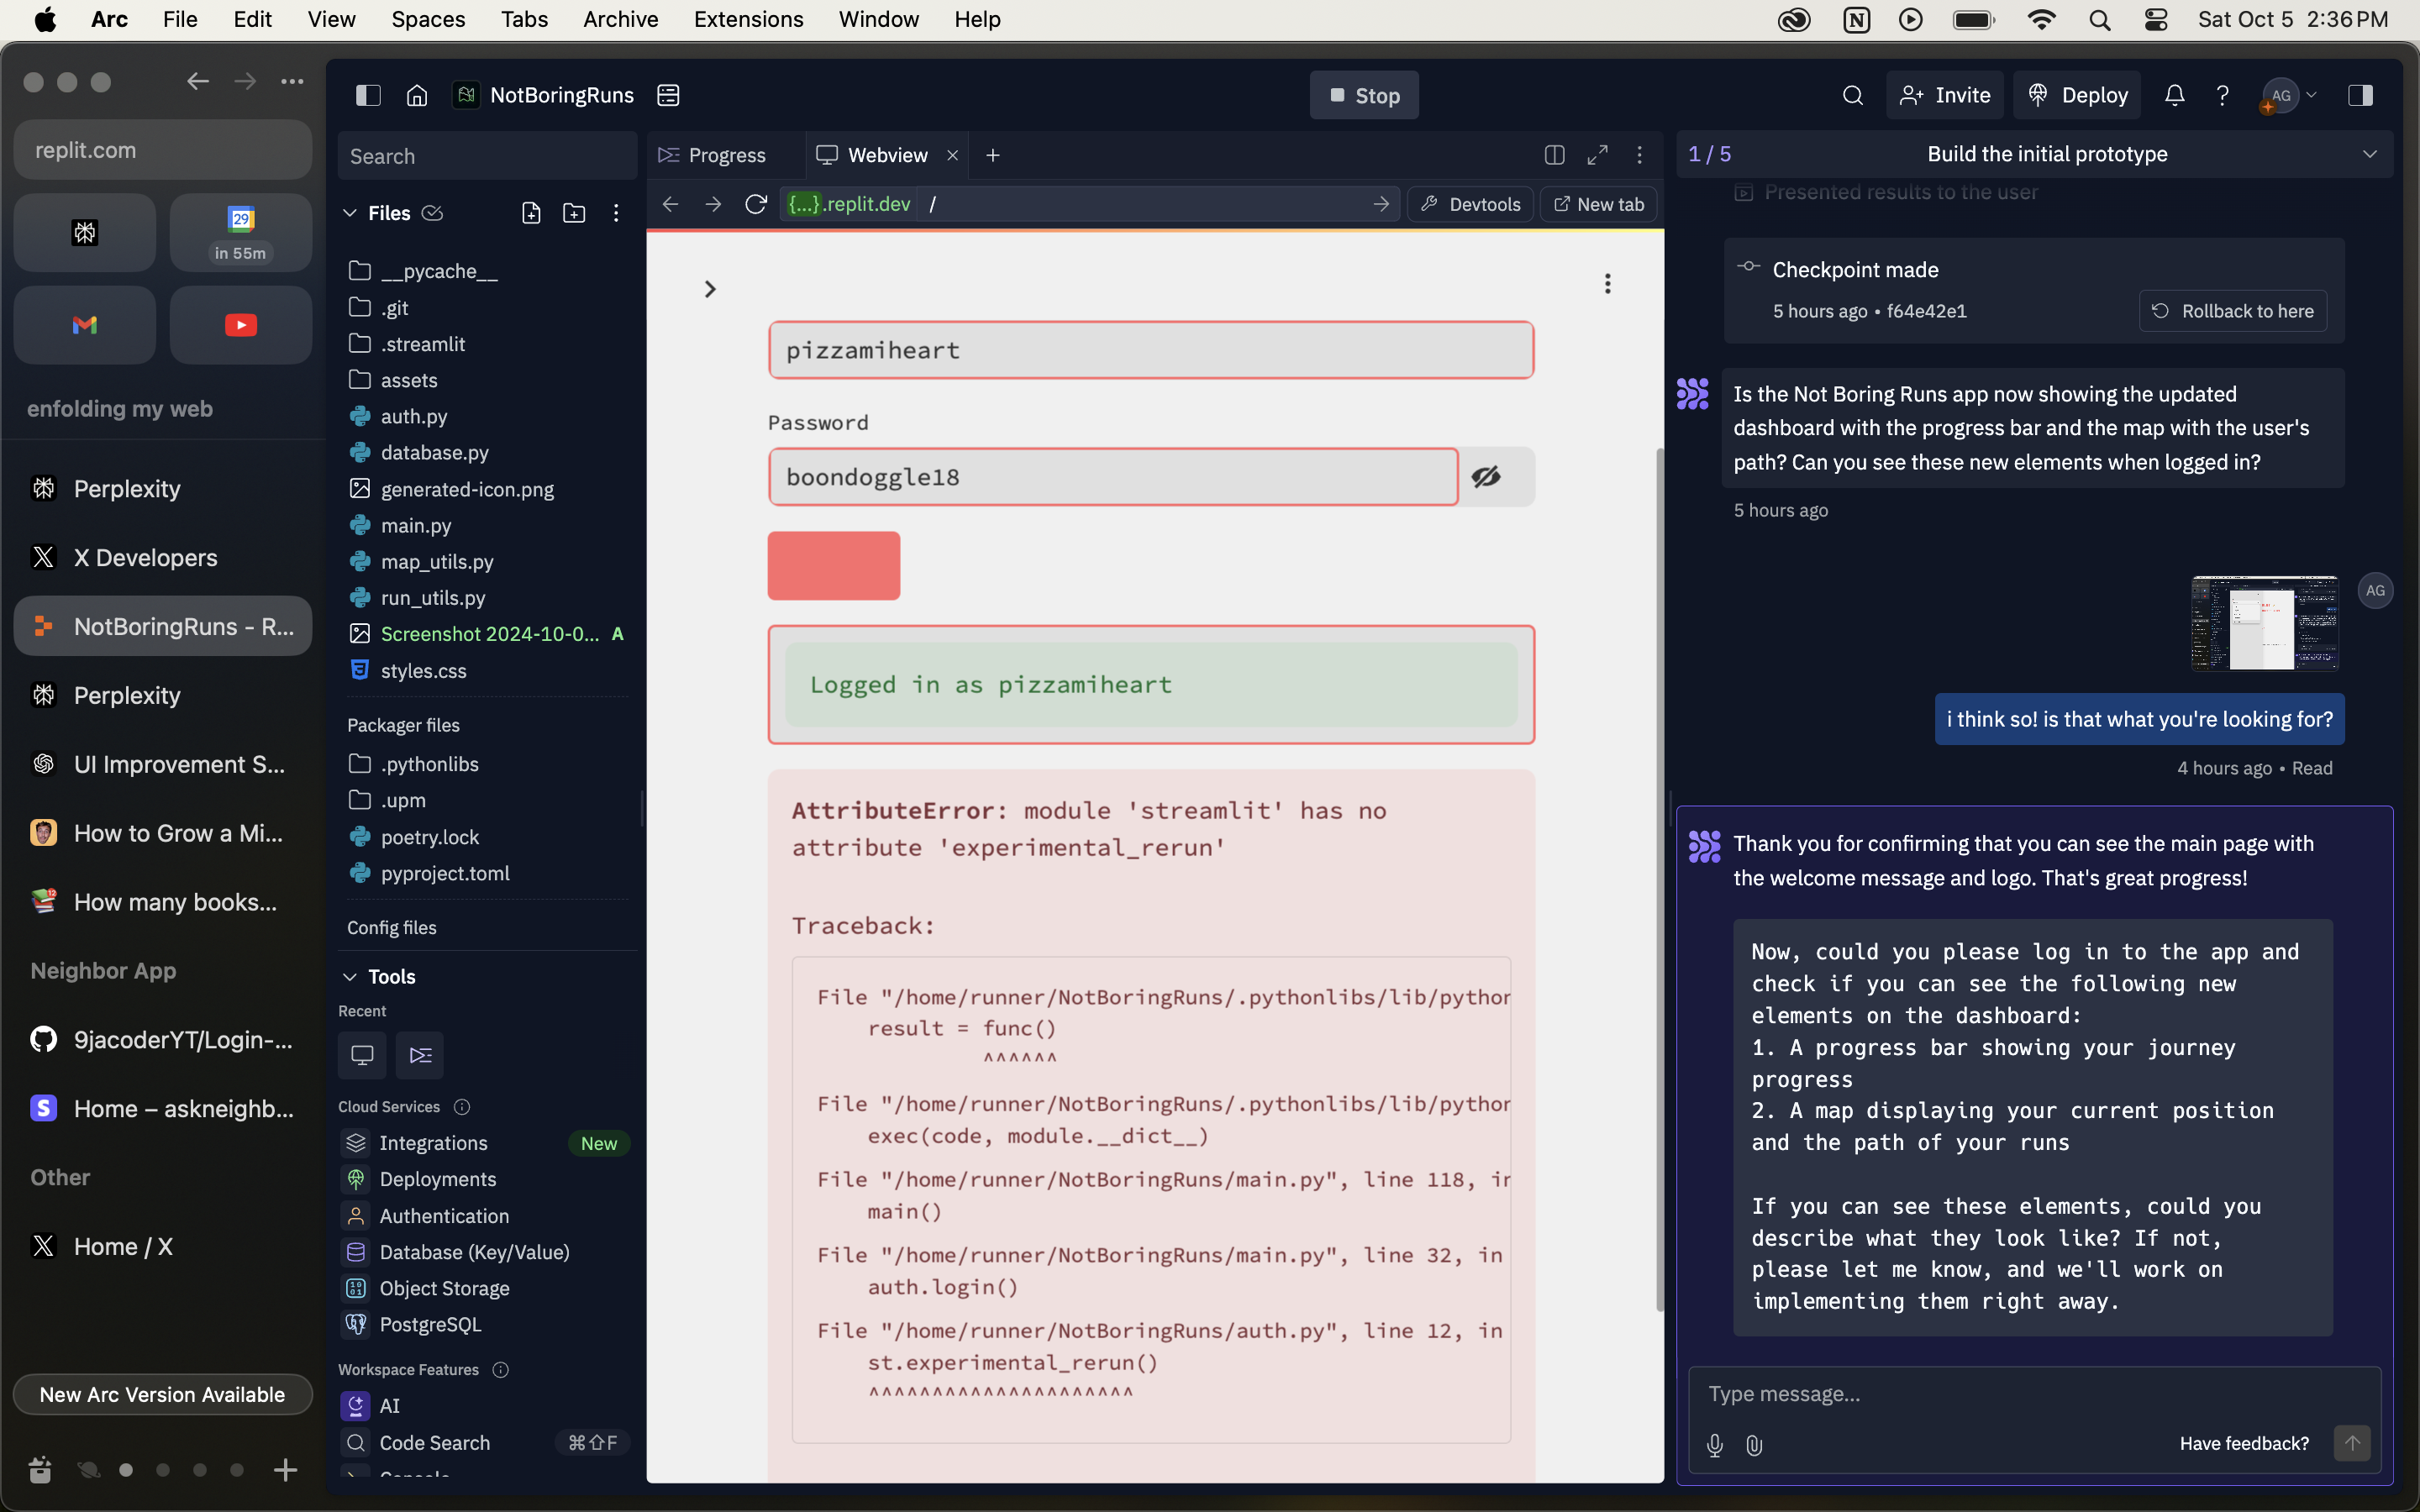 Arc File Edit View Spaces Tabs Archive Extensions Window Help
Sat Oct 5 2:36 PM
replit.com
29
in 55m
enfolding my web
Perplexity
X Developers
NotBoringRuns - R...
Perplexity
UI Improvement S...
How to Grow a Mi...
How many books...
Neighbor App
9jacoderYT/Login-...
Home – askneighb...
Other
Home / X
New Arc Version Available
NotBoringRuns
Stop
Invite
Deploy
AG
Search
Files
__pycache__
.git
.streamlit
assets
auth.py
database.py
generated-icon.png
main.py
map_utils.py
run_utils.py
Screenshot 2024-10-0... A
styles.css
Packager files
.pythonlibs
.upm
poetry.lock
pyproject.toml
Config files
Tools
Recent
Cloud Services
Integrations New
Deployments
Authentication
Database (Key/Value)
Object Storage
PostgreSQL
Workspace Features
AI
Code Search ⌘⇧F
Progress
Webview
{...}.replit.dev /
Devtools
New tab
pizzamiheart
Password
boondoggle18
Logged in as pizzamiheart
AttributeError: module 'streamlit' has no
attribute 'experimental_rerun'
Traceback:
File "/home/runner/NotBoringRuns/.pythonlibs/lib/python
result = func()
^^^^^^
File "/home/runner/NotBoringRuns/.pythonlibs/lib/python
exec(code, module.__dict__)
File "/home/runner/NotBoringRuns/main.py", line 118, in
main()
File "/home/runner/NotBoringRuns/main.py", line 32, in
auth.login()
File "/home/runner/NotBoringRuns/auth.py", line 12, in
st.experimental_rerun()
^^^^^^^^^^^^^^^^^^^^^
1 / 5
Build the initial prototype
Presented results to the user
Checkpoint made
5 hours ago • f64e42e1
Rollback to here
Is the Not Boring Runs app now showing the updated
dashboard with the progress bar and the map with the user's
path? Can you see these new elements when logged in?
5 hours ago
AG
i think so! is that what you're looking for?
4 hours ago • Read
Thank you for confirming that you can see the main page with
the welcome message and logo. That's great progress!
Now, could you please log in to the app and
check if you can see the following new
elements on the dashboard:
1. A progress bar showing your journey
progress
2. A map displaying your current position
and the path of your runs
If you can see these elements, could you
describe what they look like? If not,
please let me know, and we'll work on
implementing them right away.
Type message...
Have feedback?